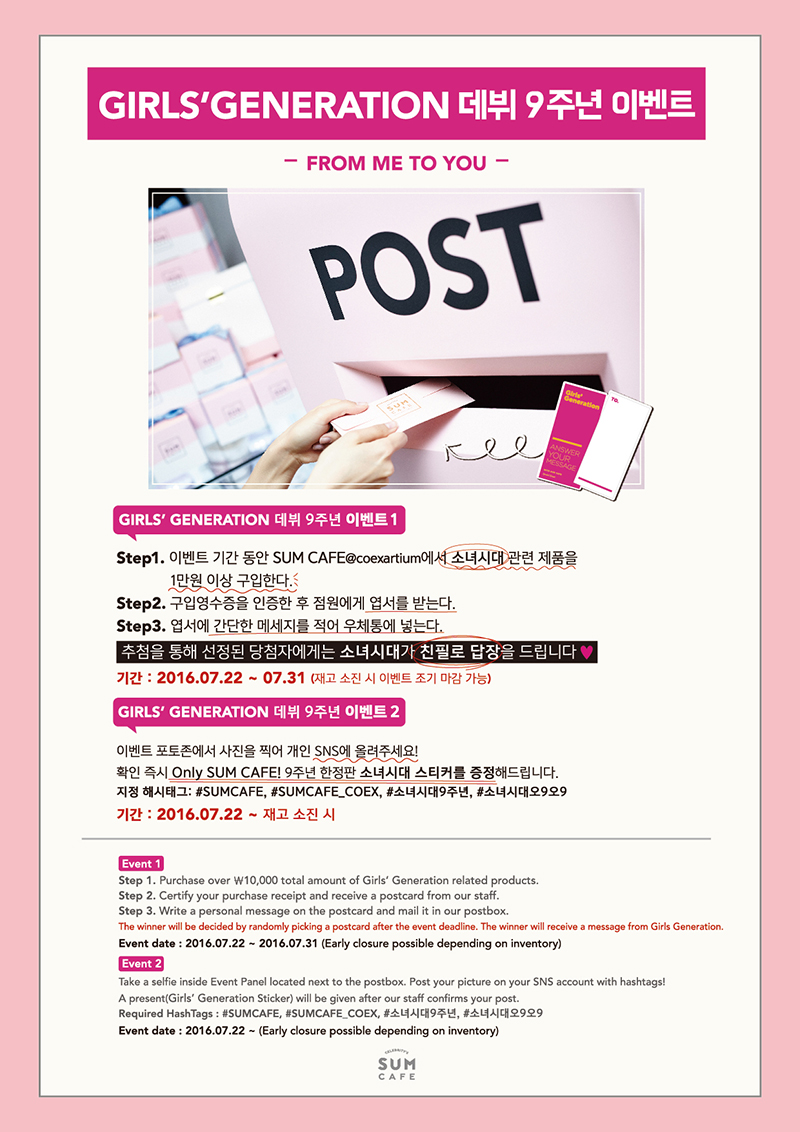 GIRLS'GENERATION 데뷔 9주년 이벤트
– FROM ME TO YOU –
POST
SUM
CAFE
Girls'
Generation
ANSWER
YOUR
MESSAGE
TO.
GIRLS' GENERATION 데뷔 9주년 이벤트1
Step1. 이벤트 기간 동안 SUM CAFE@coexartium에서 소녀시대 관련 제품을
1만원 이상 구입한다.
Step2. 구입영수증을 인증한 후 점원에게 엽서를 받는다.
Step3. 엽서에 간단한 메세지를 적어 우체통에 넣는다.
추첨을 통해 선정된 당첨자에게는 소녀시대가 친필로 답장을 드립니다 ♥
기간 : 2016.07.22 ~ 07.31 (재고 소진 시 이벤트 조기 마감 가능)
GIRLS' GENERATION 데뷔 9주년 이벤트 2
이벤트 포토존에서 사진을 찍어 개인 SNS에 올려주세요!
확인 즉시 Only SUM CAFE! 9주년 한정판 소녀시대 스티커를 증정해드립니다.
지정 해시태그: #SUMCAFE, #SUMCAFE_COEX, #소녀시대9주년, #소녀시대오9오9
기간 : 2016.07.22 ~ 재고 소진 시
Event 1
Step 1. Purchase over ₩10,000 total amount of Girls' Generation related products.
Step 2. Certify your purchase receipt and receive a postcard from our staff.
Step 3. Write a personal message on the postcard and mail it in our postbox.
The winner will be decided by randomly picking a postcard after the event deadline. The winner will receive a message from Girls Generation.
Event date : 2016.07.22 ~ 2016.07.31 (Early closure possible depending on inventory)
Event 2
Take a selfie inside Event Panel located next to the postbox. Post your picture on your SNS account with hashtags!
A present(Girls' Generation Sticker) will be given after our staff confirms your post.
Required HashTags : #SUMCAFE, #SUMCAFE_COEX, #소녀시대9주년, #소녀시대오9오9
Event date : 2016.07.22 ~ (Early closure possible depending on inventory)
CELEBRITY'S
SUM
CAFE